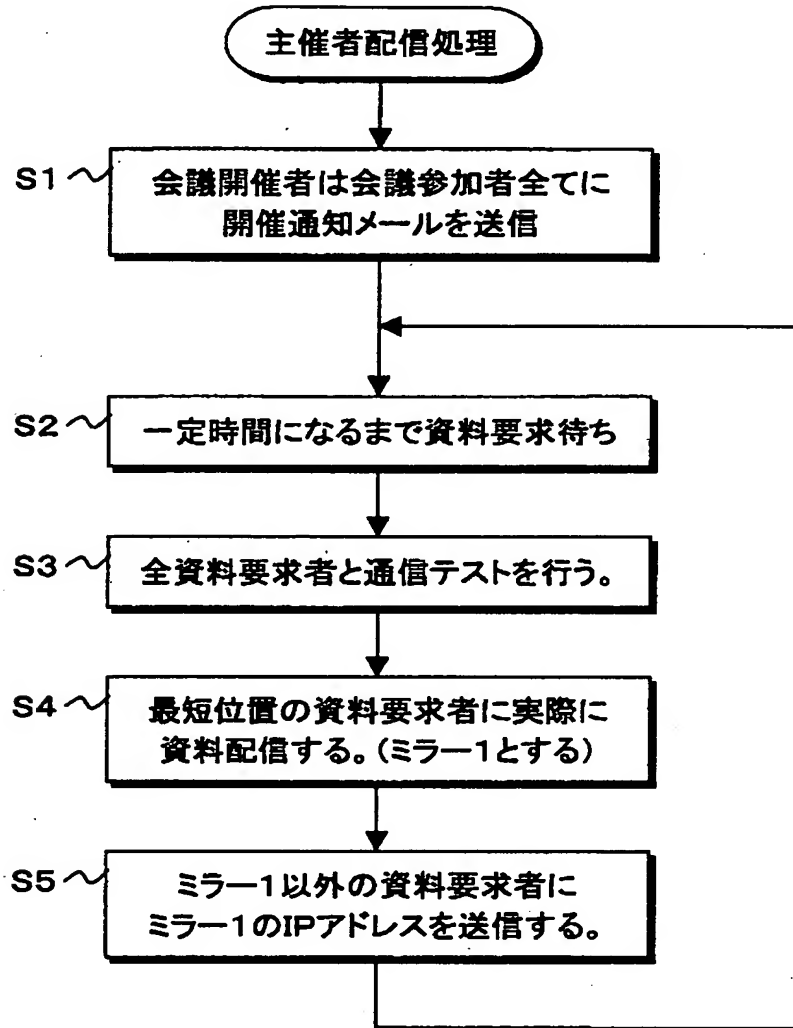 主催者配信処理
S1
会議開催者は会議参加者全てに
開催通知メールを送信
S2
一定時間になるまで資料要求待ち
S3
全資料要求者と通信テストを行う。
S4
最短位置の資料要求者に実際に
資料配信する。(ミラー1とする)
S5
ミラー1以外の資料要求者に
ミラー1のIPアドレスを送信する。